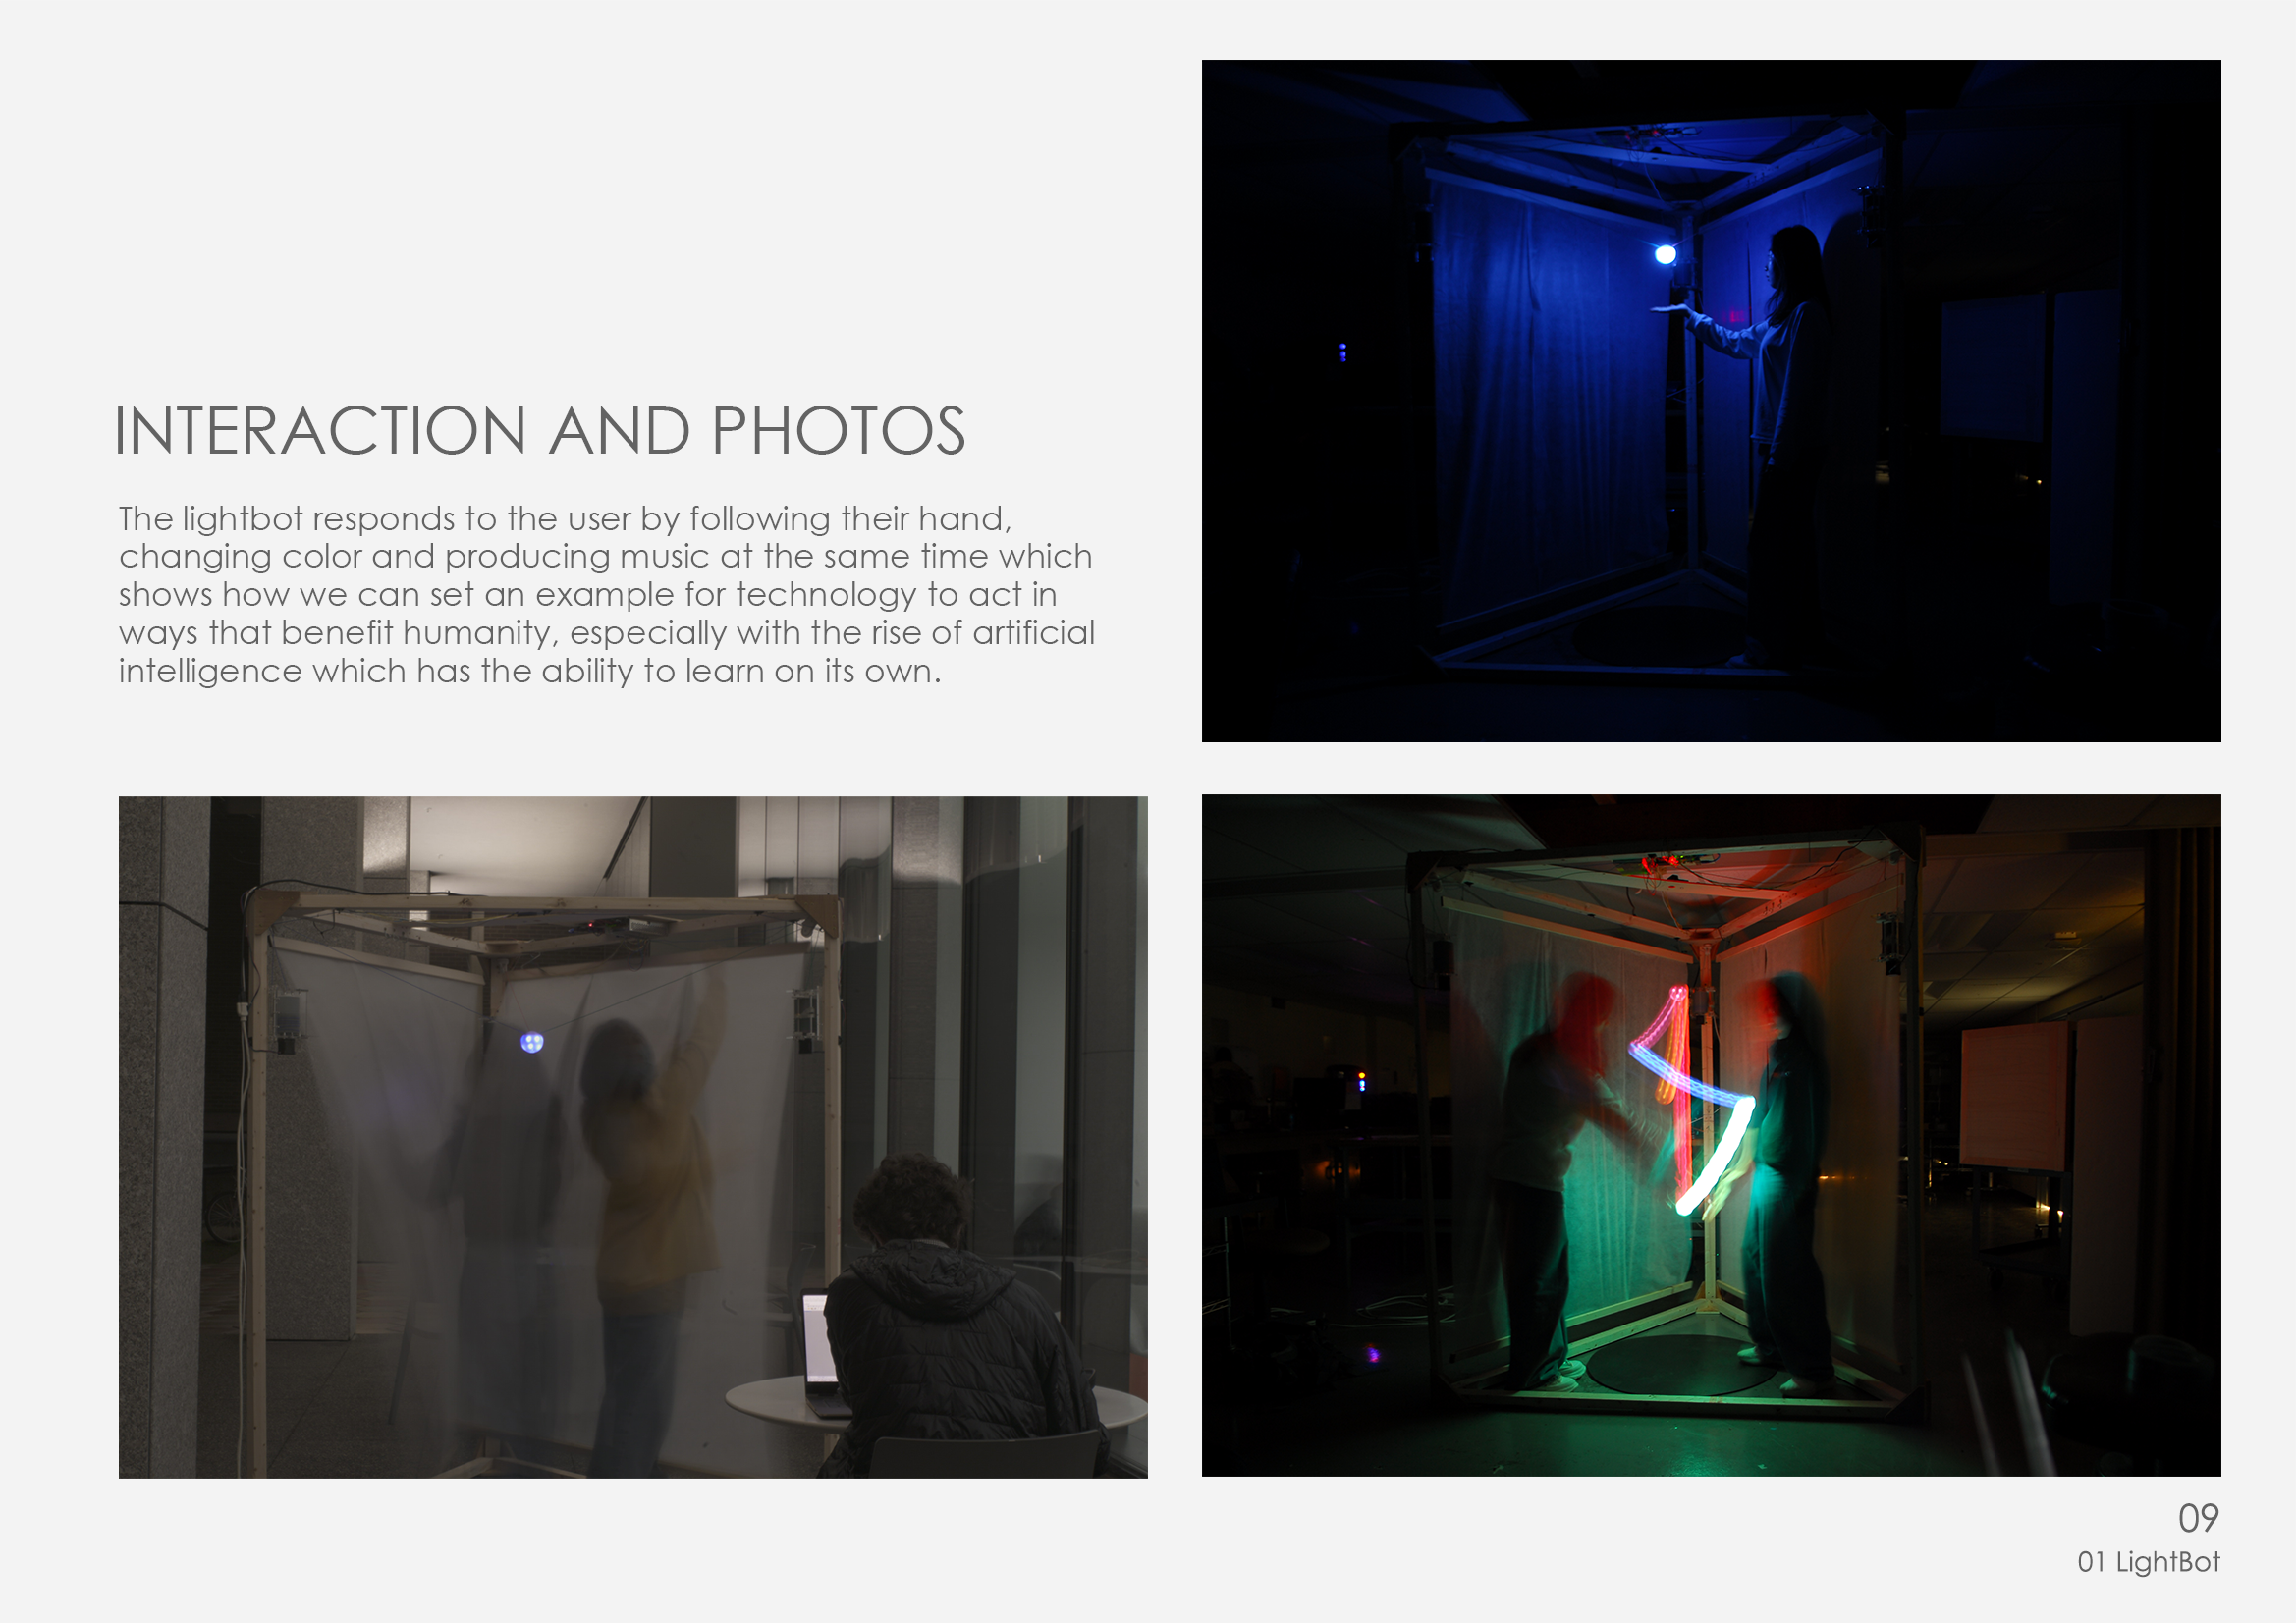 INTERACTION AND PHOTOS
The lightbot responds to the user by following their hand,
changing color and producing music at the same time which
shows how we can set an example for technology to act in
ways that benefit humanity, especially with the rise of artificial
intelligence which has the ability to learn on its own.
09
01 LightBot